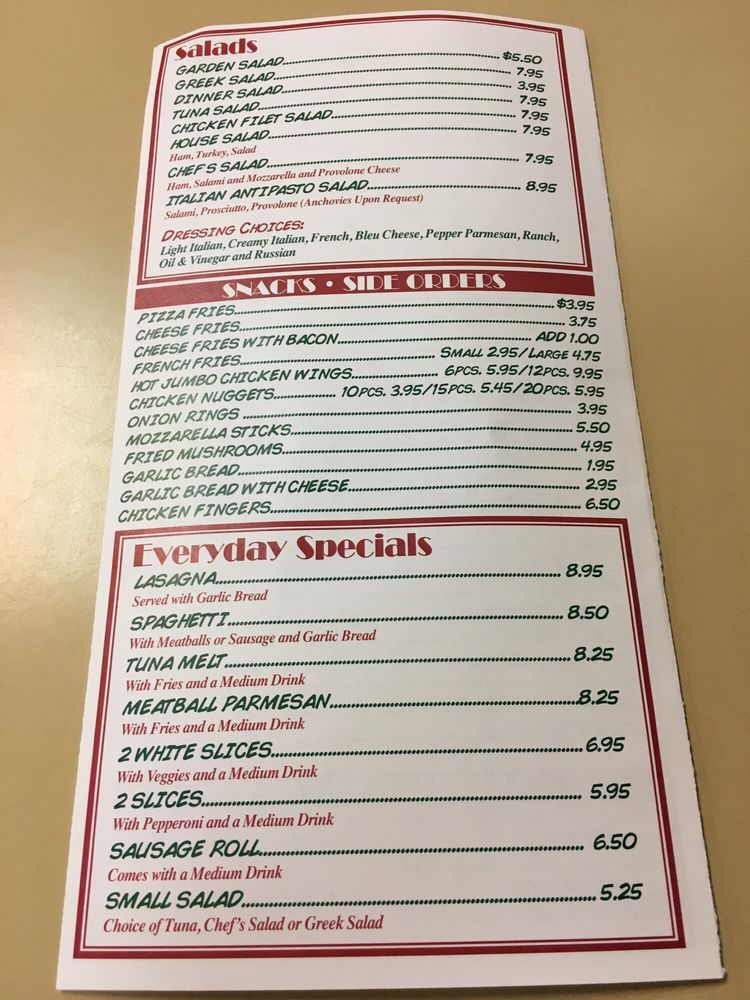 Salads
GARDEN SALAD $5.50
GREEK SALAD 7.95
DINNER SALAD 3.95
TUNA SALAD 7.95
CHICKEN FILET SALAD 7.95
HOUSE SALAD 7.95
Ham, Turkey, Salad
CHEF'S SALAD 7.95
Ham, Salami and Mozzarella and Provolone Cheese
ITALIAN ANTIPASTO SALAD 8.95
Salami, Prosciutto, Provolone (Anchovies Upon Request)
DRESSING CHOICES:
Light Italian, Creamy Italian, French, Bleu Cheese, Pepper Parmesan, Ranch,
Oil & Vinegar and Russian
SNACKS • SIDE ORDERS
PIZZA FRIES $3.95
CHEESE FRIES 3.75
CHEESE FRIES WITH BACON ADD 1.00
FRENCH FRIES SMALL 2.95/LARGE 4.75
HOT JUMBO CHICKEN WINGS 6PCS. 5.95/12PCS. 9.95
CHICKEN NUGGETS 10PCS. 3.95/15PCS. 5.45/20PCS. 5.95
ONION RINGS 3.95
MOZZARELLA STICKS 5.50
FRIED MUSHROOMS 4.95
GARLIC BREAD 1.95
GARLIC BREAD WITH CHEESE 2.95
CHICKEN FINGERS 6.50
Everyday Specials
LASAGNA 8.95
Served with Garlic Bread
SPAGHETTI 8.50
With Meatballs or Sausage and Garlic Bread
TUNA MELT 8.25
With Fries and a Medium Drink
MEATBALL PARMESAN 8.25
With Fries and a Medium Drink
2 WHITE SLICES 6.95
With Veggies and a Medium Drink
2 SLICES 5.95
With Pepperoni and a Medium Drink
SAUSAGE ROLL 6.50
Comes with a Medium Drink
SMALL SALAD 5.25
Choice of Tuna, Chef's Salad or Greek Salad